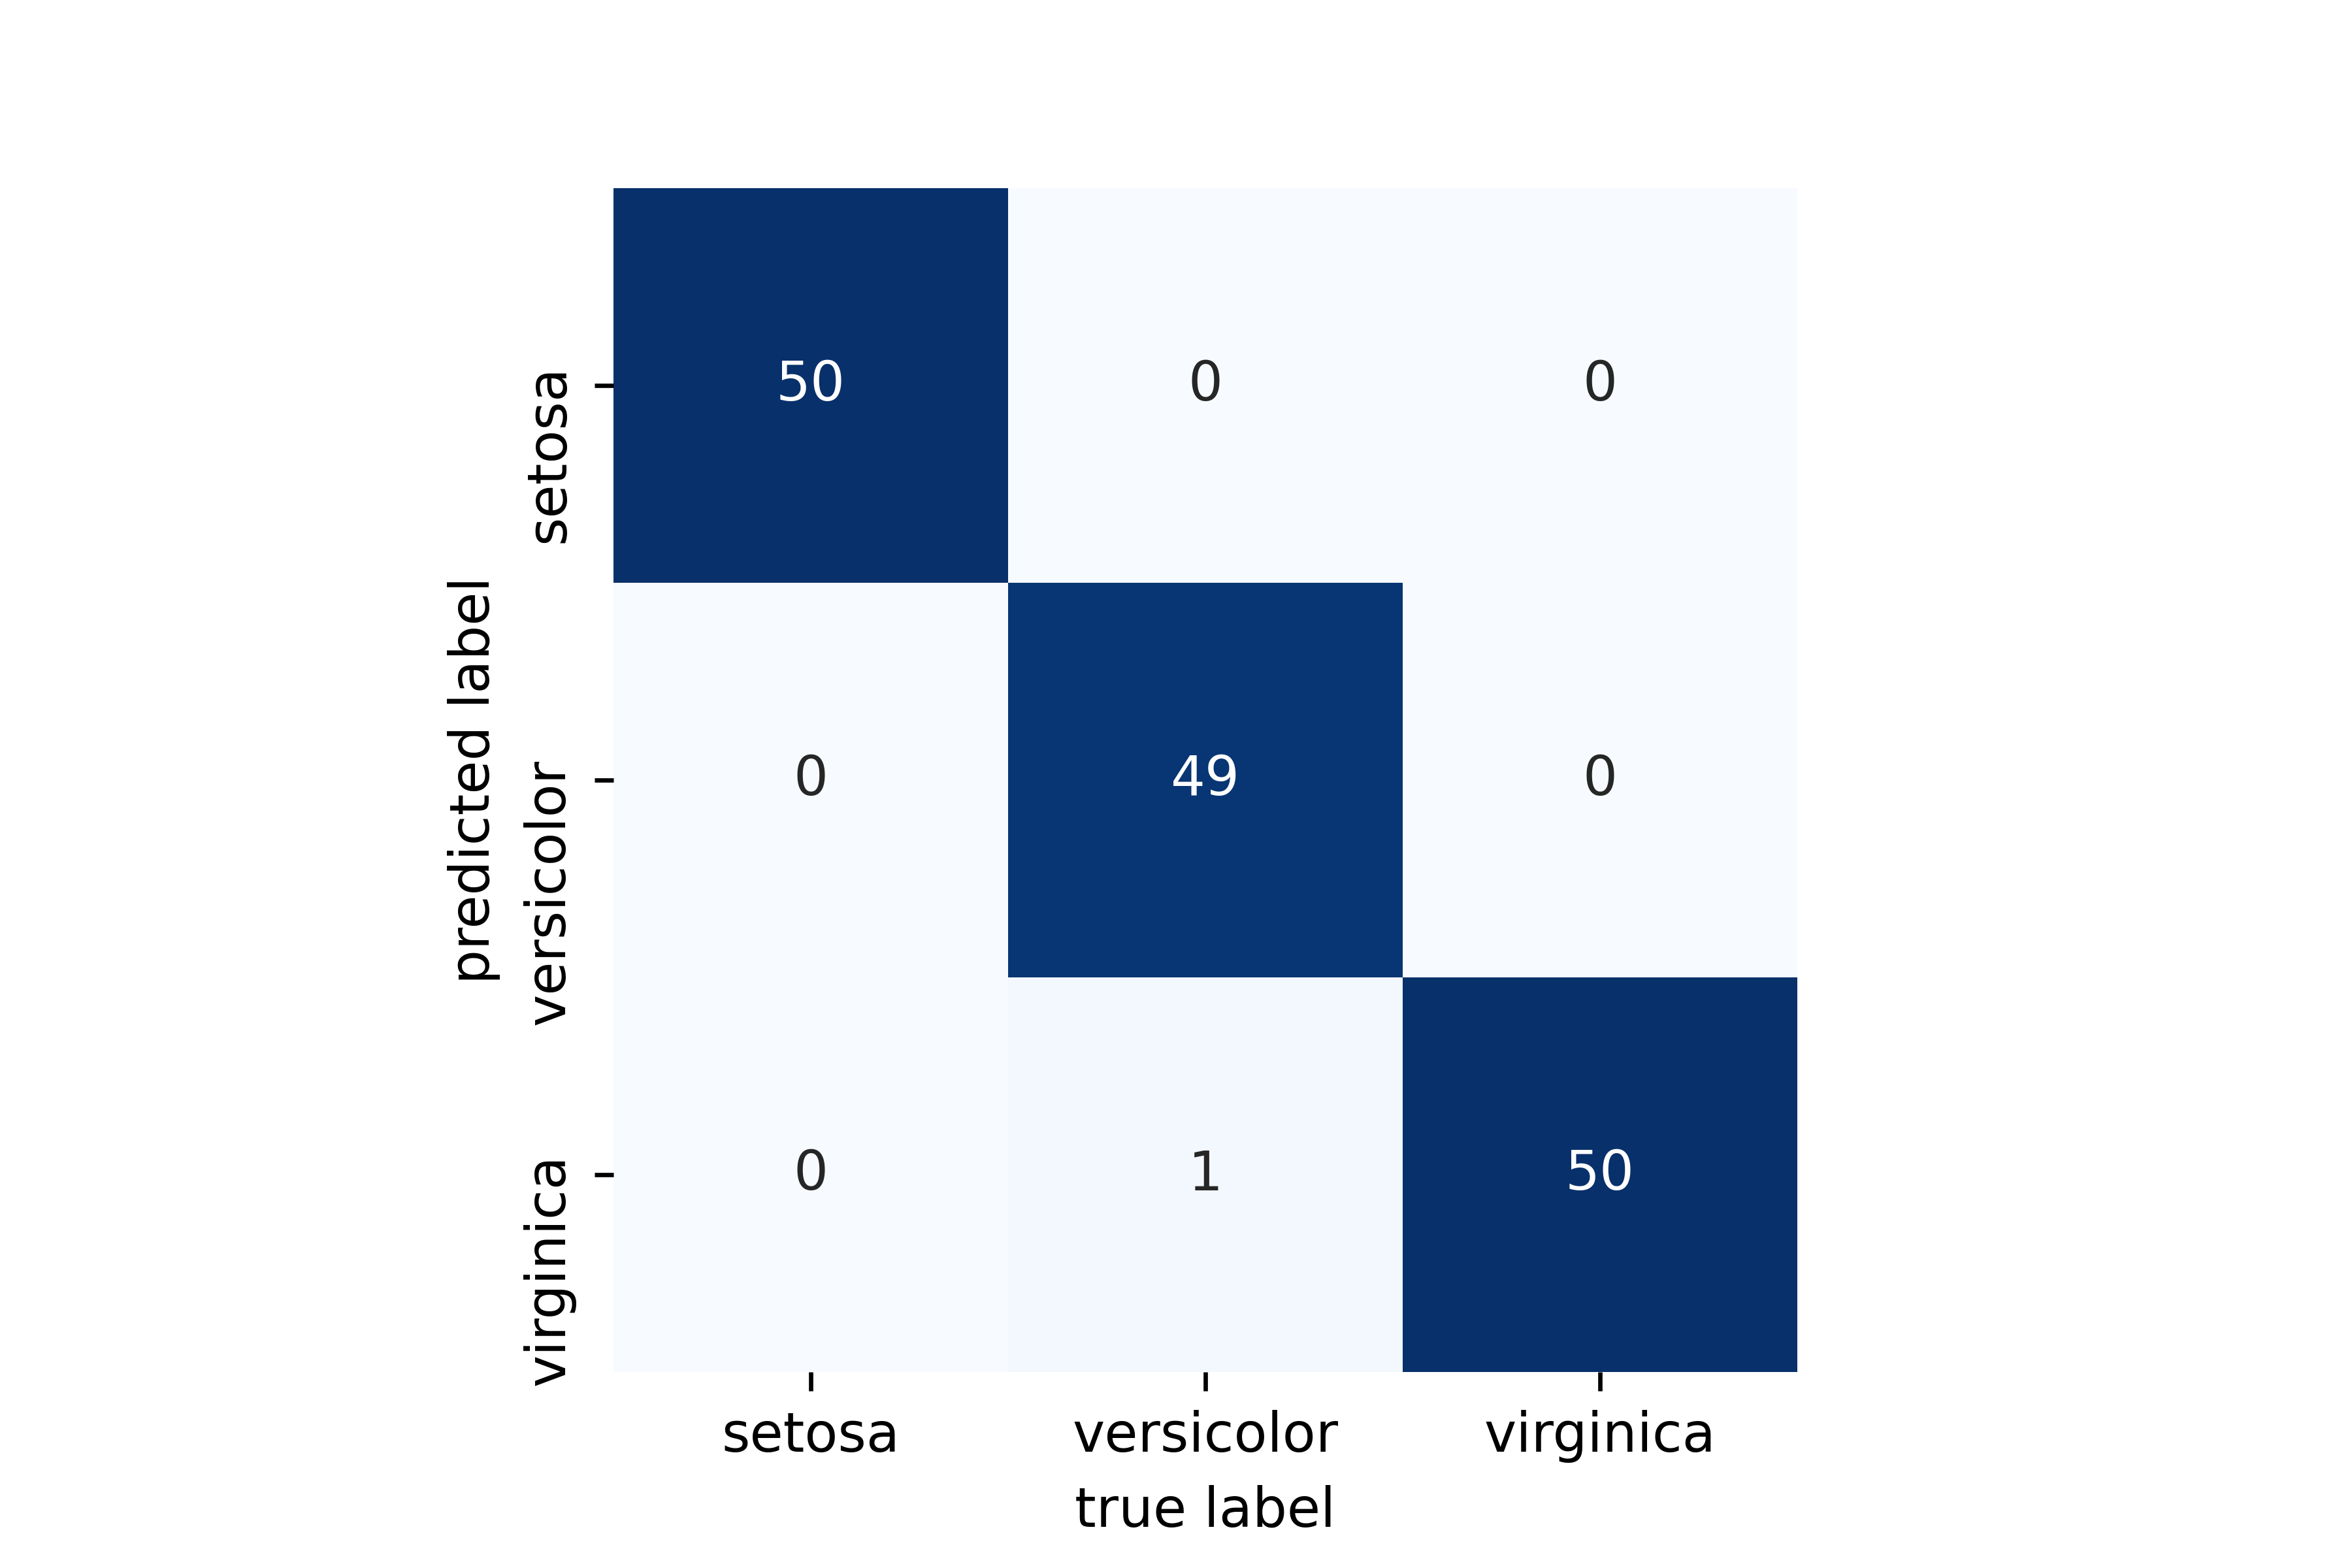 predicted label
setosa
versicolor
virginica
50 0 0
0 49 0
0 1 50
setosa versicolor virginica
true label